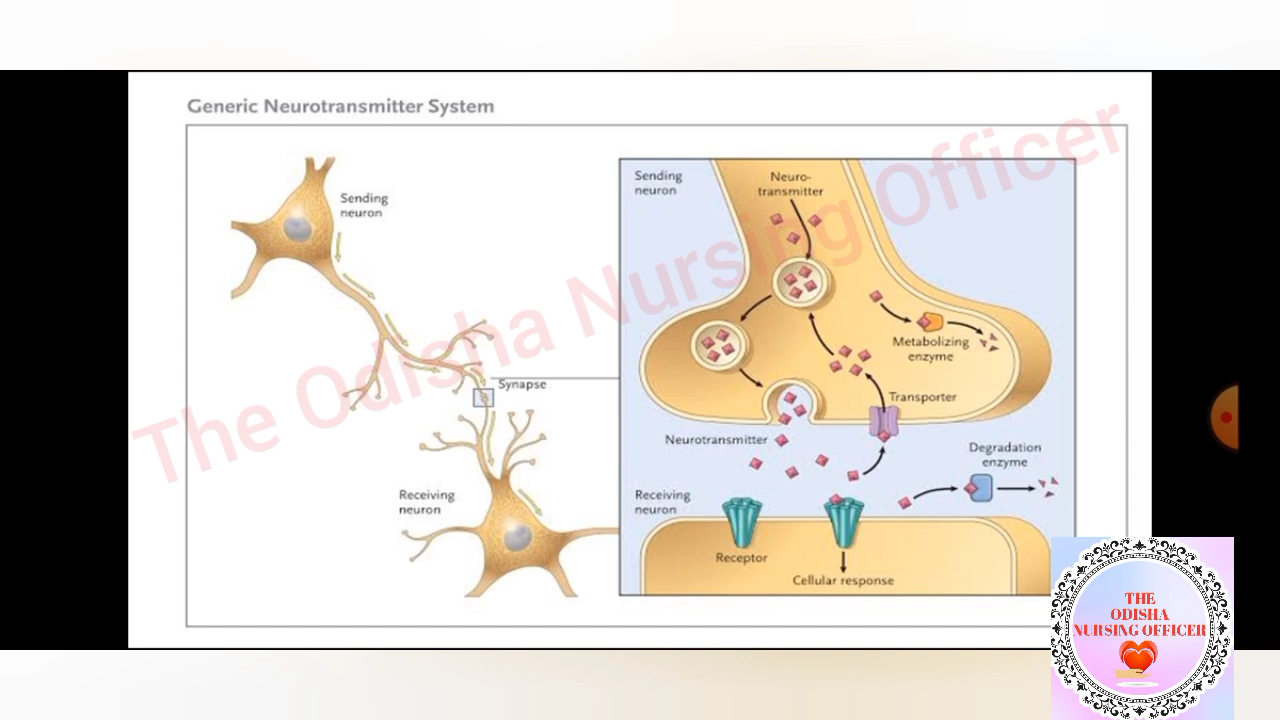 Generic Neurotransmitter System
Sending
neuron
Synapse
Receiving
neuron
Sending
neuron
Neuro-
transmitter
Metabolizing
enzyme
Transporter
Neurotransmitter
Degradation
enzyme
Receiving
neuron
Receptor
Cellular response
The Odisha Nursing Officer
THE
ODISHA
NURSING OFFICER